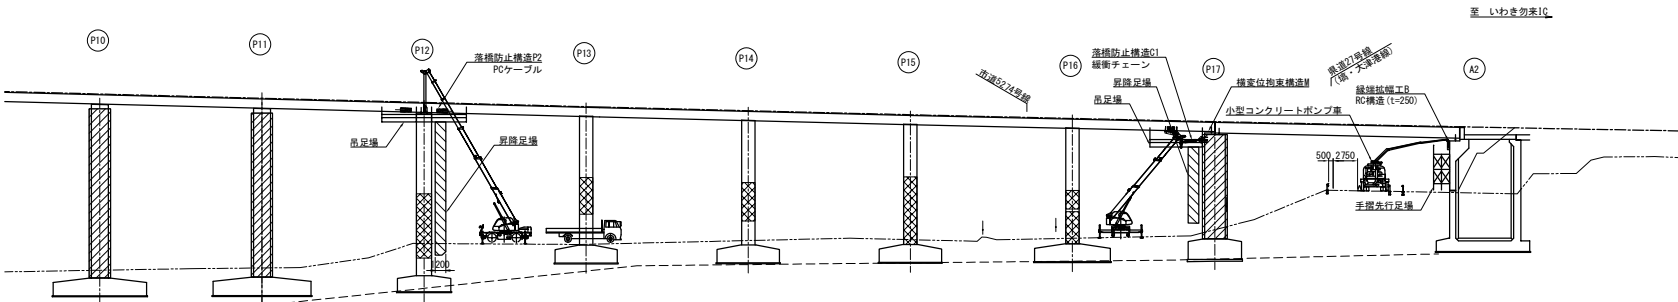 至　いわき勿来IC
P10
P11
P12
P13
P14
P15
P16
P17
A2
落橋防止構造P2
PCケーブル
吊足場
昇降足場
1200
市道5274号線
落橋防止構造C1
緩衝チェーン
昇降足場
吊足場
横変位拘束構造M
小型コンクリートポンプ車
県道27号線
(塙・大津港線)
縁端拡幅工B
RC構造(t=250)
500
2750
手摺先行足場